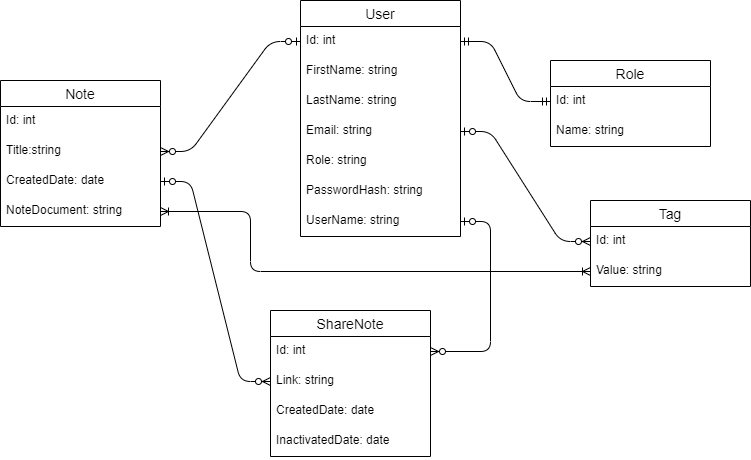 User
Id: int
FirstName: string
LastName: string
Email: string
Role: string
PasswordHash: string
UserName: string
Role
Id: int
Name: string
Note
Id: int
Title:string
CreatedDate: date
NoteDocument: string
Tag
Id: int
Value: string
ShareNote
Id: int
Link: string
CreatedDate: date
InactivatedDate: date